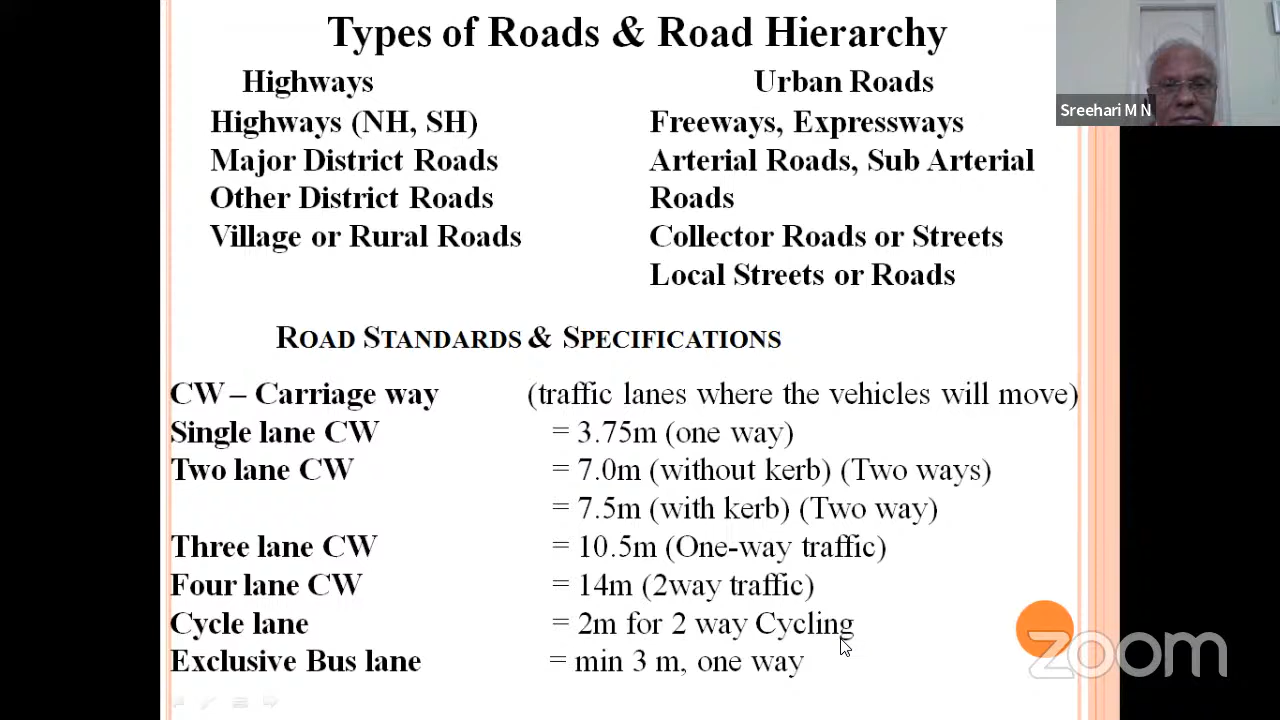 Types of Roads & Road Hierarchy
Highways
Highways (NH, SH)
Major District Roads
Other District Roads
Village or Rural Roads
Urban Roads
Freeways, Expressways
Arterial Roads, Sub Arterial
Roads
Collector Roads or Streets
Local Streets or Roads
ROAD STANDARDS & SPECIFICATIONS
CW – Carriage way (traffic lanes where the vehicles will move)
Single lane CW = 3.75m (one way)
Two lane CW = 7.0m (without kerb) (Two ways)
= 7.5m (with kerb) (Two way)
Three lane CW = 10.5m (One-way traffic)
Four lane CW = 14m (2way traffic)
Cycle lane = 2m for 2 way Cycling
Exclusive Bus lane = min 3 m, one way
Sreehari M N
zoom